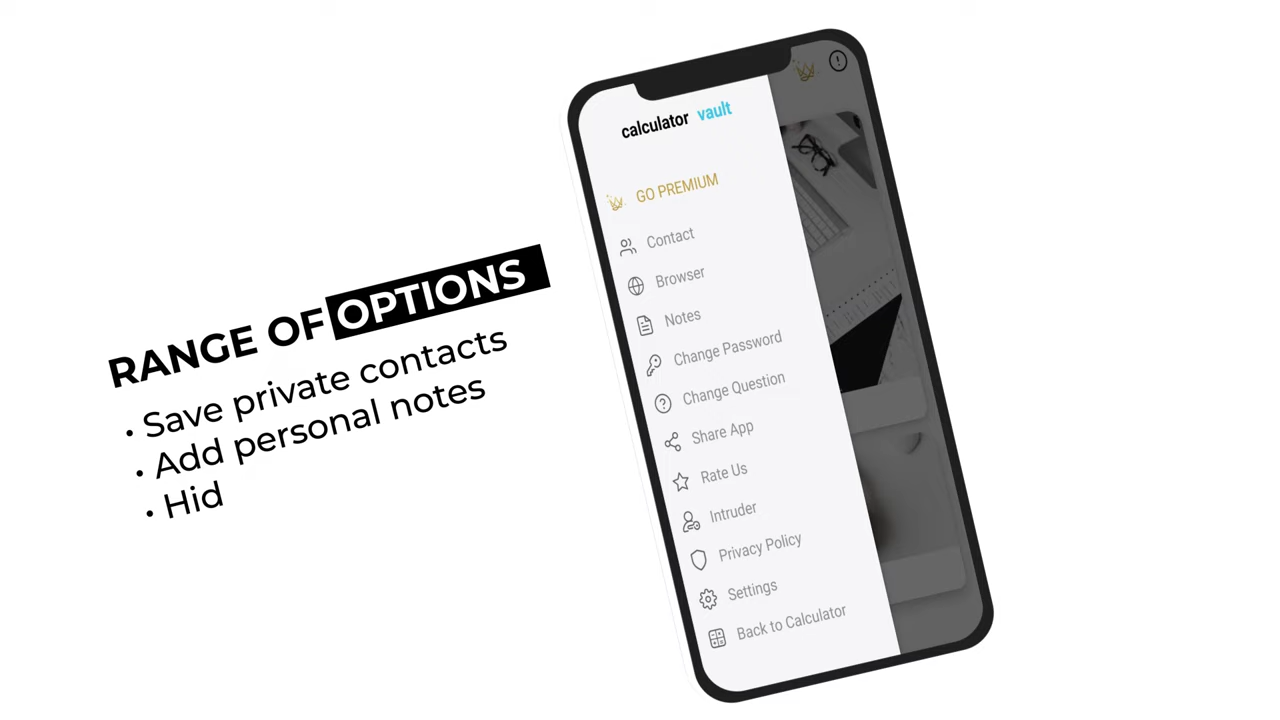 RANGE OF OPTIONS
• Save private contacts
• Add personal notes
• Hid
calculator vault
GO PREMIUM
Contact
Browser
Notes
Change Password
Change Question
Share App
Rate Us
Intruder
Privacy Policy
Settings
Back to Calculator